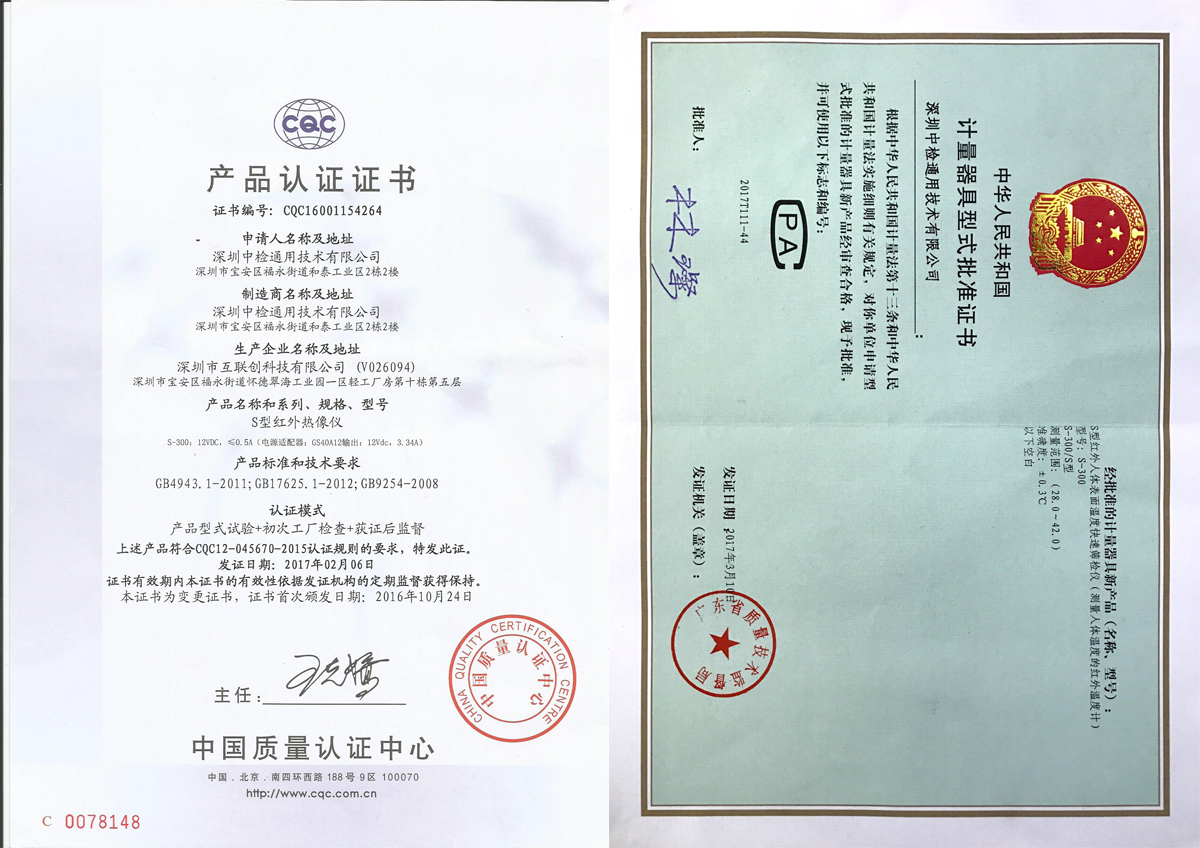 CQC
产品认证证书
证书编号: CQC16001154264
申请人名称及地址
深圳中检通用技术有限公司
深圳市宝安区福永街道和泰工业区2栋2楼
制造商名称及地址
深圳中检通用技术有限公司
深圳市宝安区福永街道和泰工业区2栋2楼
生产企业名称及地址
深圳市互联创科技有限公司 (V026094)
深圳市宝安区福永街道怀德翠海工业园一区轻工厂房第十栋第五层
产品名称和系列、规格、型号
S型红外热像仪
S-300: 12VDC, ≤0.5A (电源适配器: GS40A12输出: 12Vdc, 3.34A)
产品标准和技术要求
GB4943.1-2011;GB17625.1-2012;GB9254-2008
认证模式
产品型式试验+初次工厂检查+获证后监督
上述产品符合CQC12-045670-2015认证规则的要求，特发此证。
发证日期: 2017年02月06日
证书有效期内本证书的有效性依据发证机构的定期监督获得保持。
本证书为变更证书，证书首次颁发日期: 2016年10月24日
主任:
CHINA QUALITY CERTIFICATION CENTRE
中国质量认证中心
中国质量认证中心
中国.北京.南四环西路 188号 9区 100070
http://www.cqc.com.cn
C 0078148
中华人民共和国
计量器具型式批准证书
深圳中检通用技术有限公司:
根据中华人民共和国计量法第十三条和中华人民
共和国计量法实施细则有关规定，对你单位申请型
式批准的计量器具新产品经审查合格，现予批准，
并可使用以下标志和编号:
PA
2017T111-44
批准人:
经批准的计量器具新产品（名称、型号）:
S型红外人体表面温度快速筛检仪（测量人体温度的红外温度计）
型号: S-300
S-300/S型
测量范围: (28.0~42.0)
准确度: ±0.3℃
以下空白
发证日期: 2017年3月10日
发证机关（盖章）:
广东省质量技术监督局